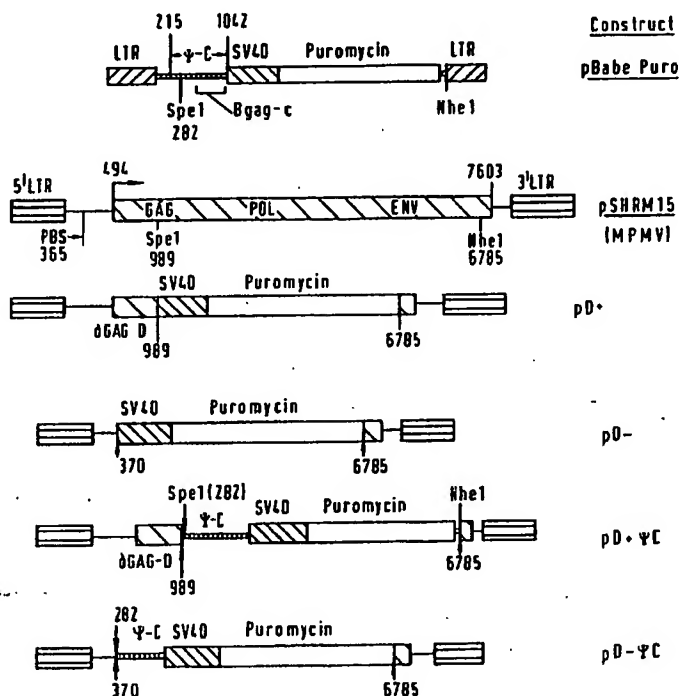 215 1042 Construct
LTR Ψ-C SV40 Puromycin LTR
pBabe Puro
Spe1 Bgag-c Nhe1
282
5'LTR 494 7603 3'LTR
GAG POL ENV pSHRM15
PBS Spe1 Nhe1 (MPMV)
365 989 6785
SV40 Puromycin
pD+
∂GAG D 989 6785
SV40 Puromycin
pD-
370 6785
Spe1(282) Ψ-C SV40 Puromycin Nhe1
pD+ΨC
∂GAG-D 6785
989
282 Ψ-C SV40 Puromycin
pD-ΨC
370 6785